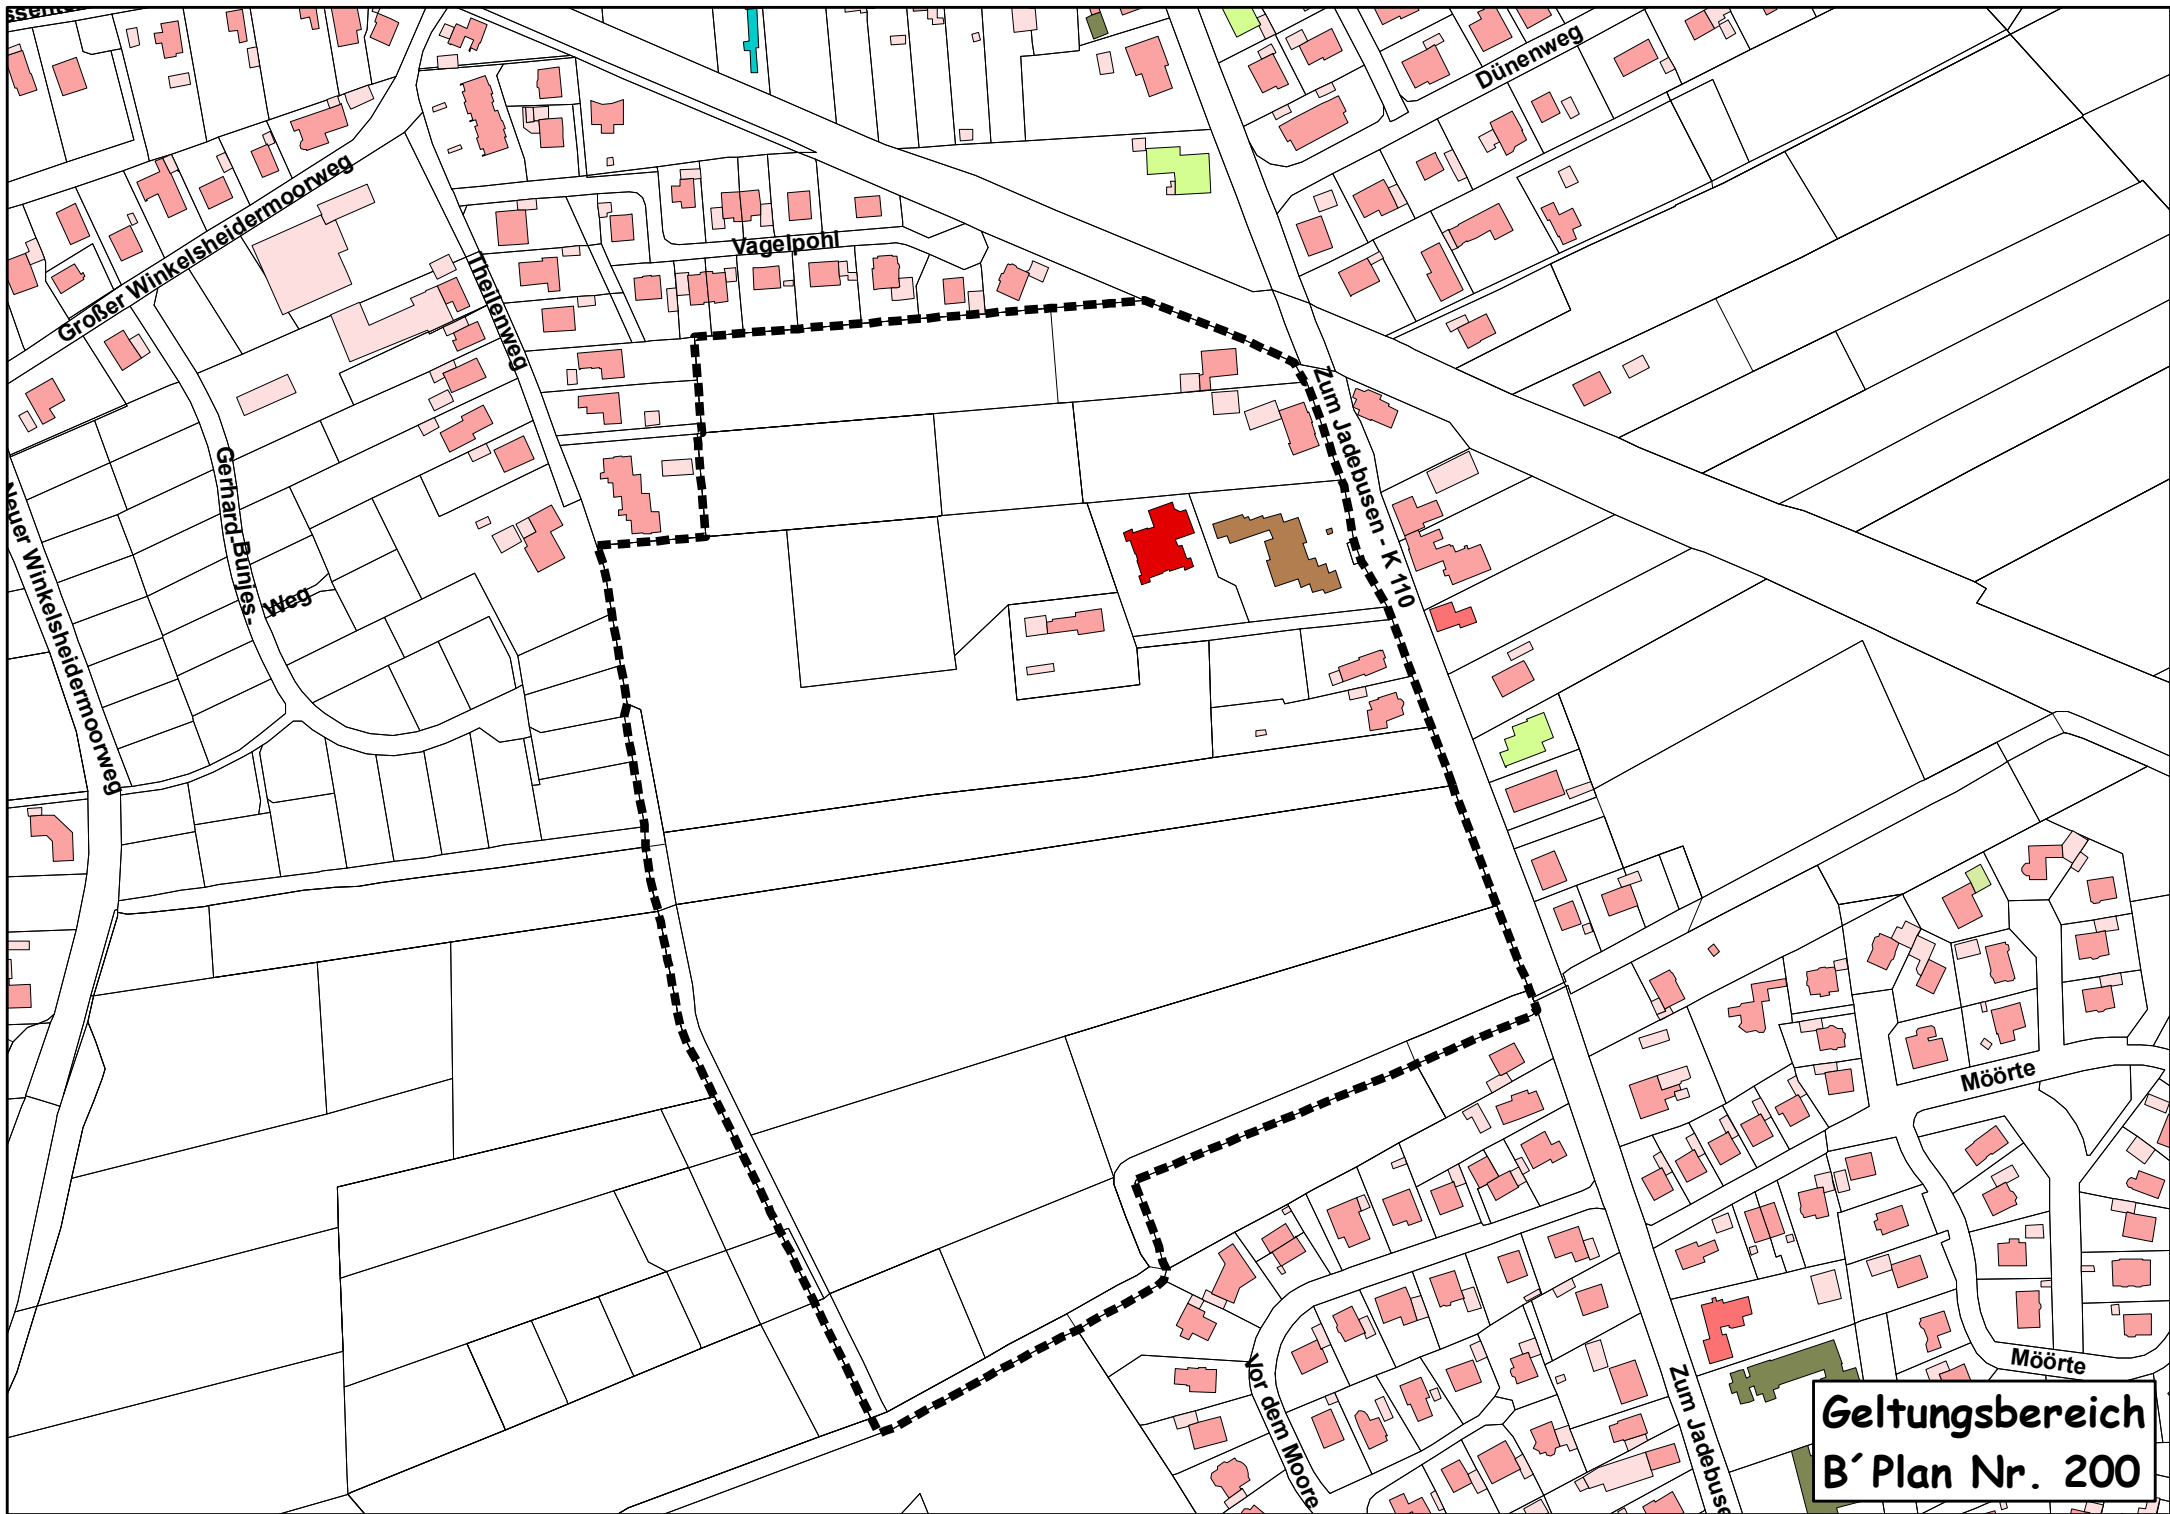 Dünenweg
Großer Winkelsheidermoorweg
Vagelpohl
Theilenweg
Zum Jadebusen - K 110
Gerhard-Bunjes-
Weg
Neuer Winkelsheidermoorweg
Möörte
Möörte
Vor dem Moore
Zum Jadebuse
Geltungsbereich
B´Plan Nr. 200